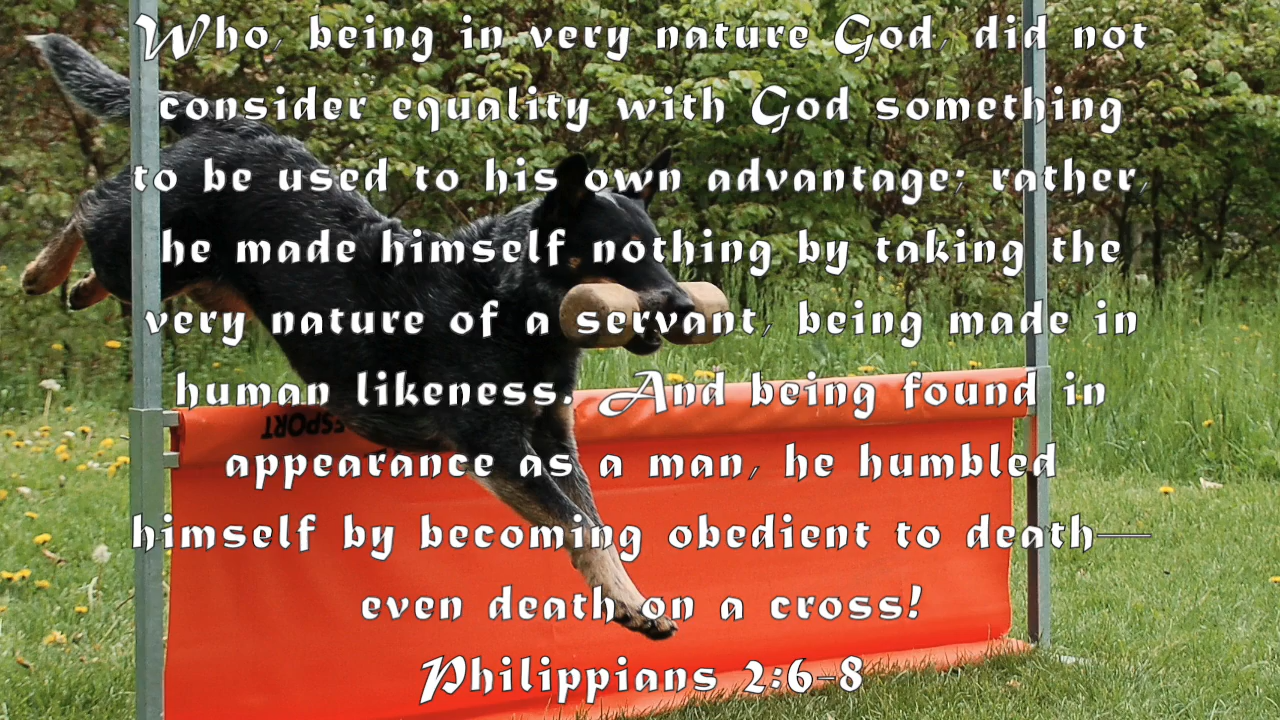 Who, being in very nature God, did not
consider equality with God something
to be used to his own advantage; rather,
he made himself nothing by taking the
very nature of a servant, being made in
human likeness. And being found in
appearance as a man, he humbled
himself by becoming obedient to death—
even death on a cross!
Philippians 2:6-8